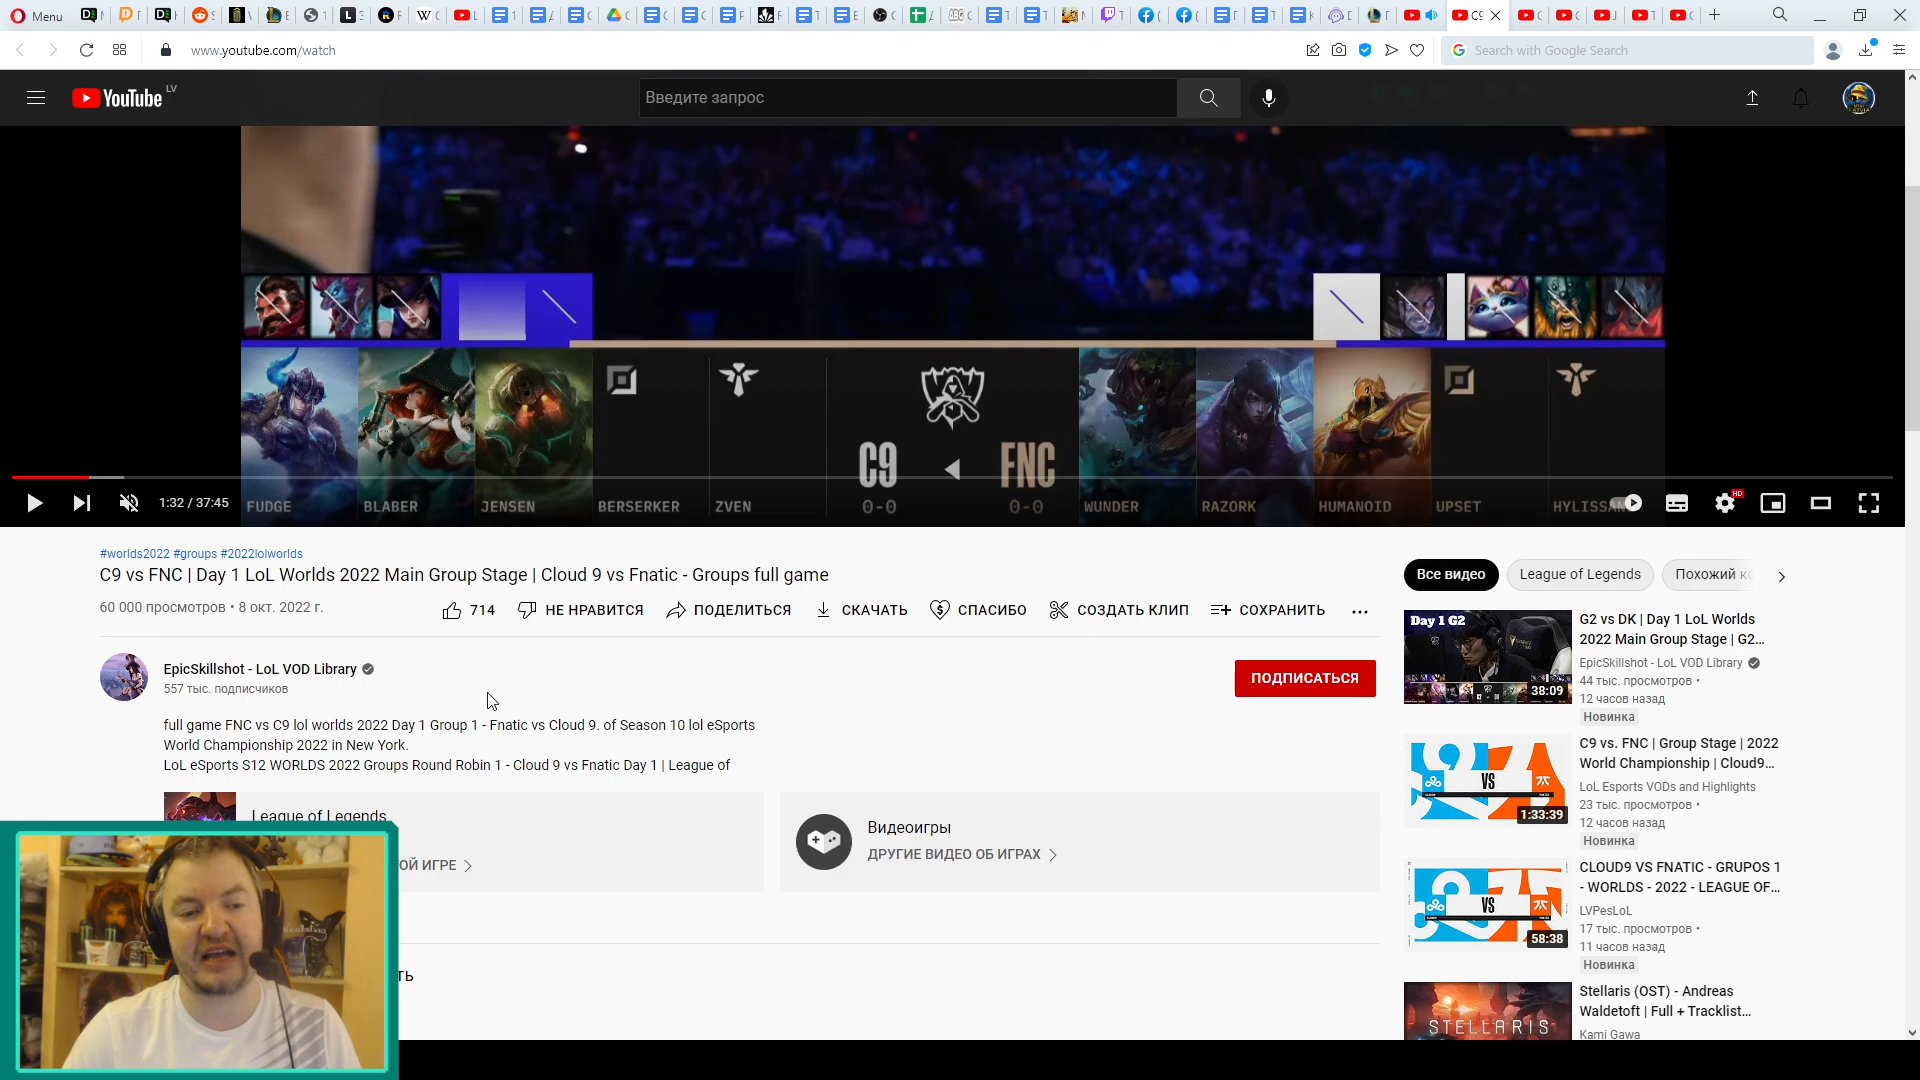 Menu
www.youtube.com/watch
Search with Google Search
YouTube LV
Введите запрос
C9 FNC
0-0 0-0
FUDGE BLABER JENSEN BERSERKER ZVEN WUNDER RAZORK HUMANOID UPSET
1:32 / 37:45
HD
#worlds2022 #groups #2022lolworlds
C9 vs FNC | Day 1 LoL Worlds 2022 Main Group Stage | Cloud 9 vs Fnatic - Groups full game
60 000 просмотров • 8 окт. 2022 г.
714 НЕ НРАВИТСЯ ПОДЕЛИТЬСЯ СКАЧАТЬ СПАСИБО СОЗДАТЬ КЛИП СОХРАНИТЬ ...
EpicSkillshot - LoL VOD Library
557 тыс. подписчиков
ПОДПИСАТЬСЯ
full game FNC vs C9 lol worlds 2022 Day 1 Group 1 - Fnatic vs Cloud 9. of Season 10 lol eSports
World Championship 2022 in New York.
LoL eSports S12 WORLDS 2022 Groups Round Robin 1 - Cloud 9 vs Fnatic Day 1 | League of
League of Legends
ОЙ ИГРЕ
Видеоигры
ДРУГИЕ ВИДЕО ОБ ИГРАХ
ТЬ
Все видео League of Legends Похожий
Day 1 G2
38:09
G2 vs DK | Day 1 LoL Worlds
2022 Main Group Stage | G2...
EpicSkillshot - LoL VOD Library
44 тыс. просмотров •
12 часов назад
Новинка
VS
1:33:39
C9 vs. FNC | Group Stage | 2022
World Championship | Cloud9...
LoL Esports VODs and Highlights
23 тыс. просмотров •
12 часов назад
Новинка
VS
58:38
CLOUD9 VS FNATIC - GRUPOS 1
- WORLDS - 2022 - LEAGUE OF...
LVPesLoL
17 тыс. просмотров •
11 часов назад
Новинка
STELLARIS
Stellaris (OST) - Andreas
Waldetoft | Full + Tracklist...
Kami Gawa